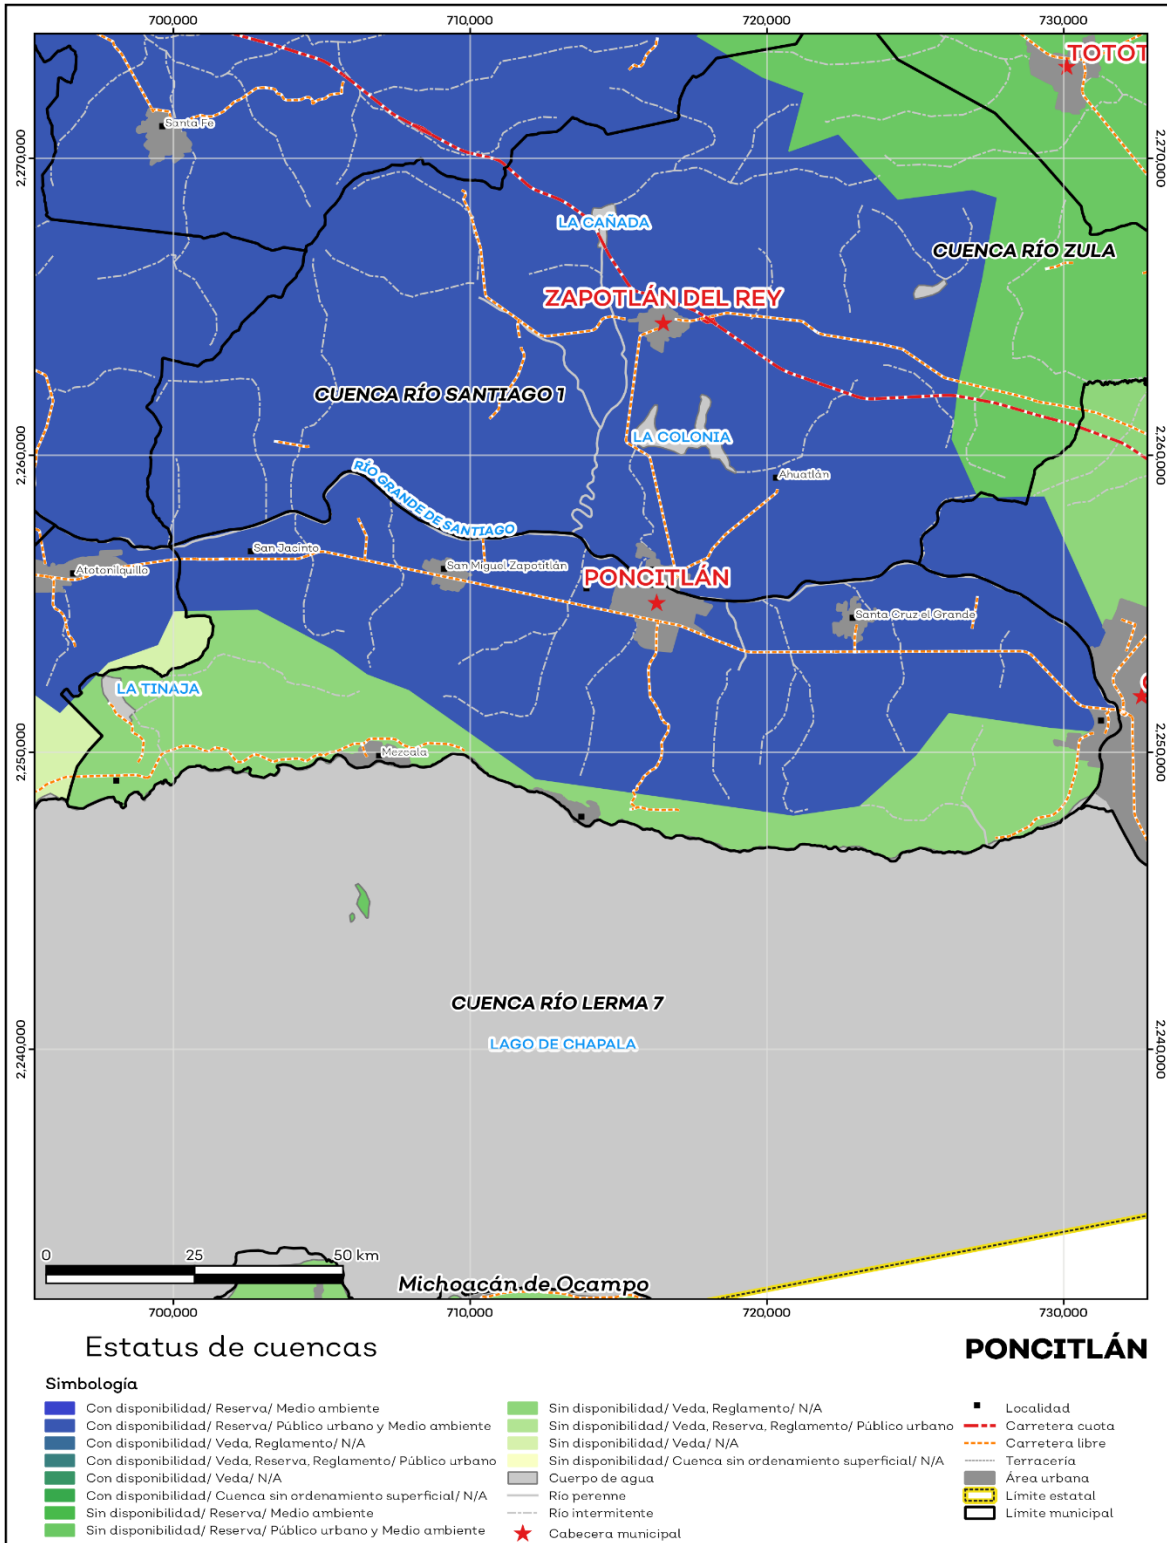 700,000
710,000
720,000
730,000
TOTOT
Santa Fe
2,270,000
2,270,000
LA CAÑADA
CUENCA RÍO ZULA
ZAPOTLÁN DEL REY
CUENCA RÍO SANTIAGO 1
LA COLONIA
2,260,000
2,260,000
RÍO GRANDE DE SANTIAGO
Ahuatlán
San Jacinto
Atotonilquillo
San Miguel Zapotitlán
PONCITLÁN
Santa Cruz el Grande
LA TINAJA
Mezcala
2,250,000
2,250,000
CUENCA RÍO LERMA 7
LAGO DE CHAPALA
2,240,000
2,240,000
0
25
50 km
Michoacán de Ocampo
700,000
710,000
720,000
730,000
Estatus de cuencas
PONCITLÁN
Simbología
Con disponibilidad/ Reserva/ Medio ambiente
Con disponibilidad/ Reserva/ Público urbano y Medio ambiente
Con disponibilidad/ Veda, Reglamento/ N/A
Con disponibilidad/ Veda, Reserva, Reglamento/ Público urbano
Con disponibilidad/ Veda/ N/A
Con disponibilidad/ Cuenca sin ordenamiento superficial/ N/A
Sin disponibilidad/ Reserva/ Medio ambiente
Sin disponibilidad/ Reserva/ Público urbano y Medio ambiente
Sin disponibilidad/ Veda, Reglamento/ N/A
Sin disponibilidad/ Veda, Reserva, Reglamento/ Público urbano
Sin disponibilidad/ Veda/ N/A
Sin disponibilidad/ Cuenca sin ordenamiento superficial/ N/A
Cuerpo de agua
Río perenne
Río intermitente
Cabecera municipal
Localidad
Carretera cuota
Carretera libre
Terracería
Área urbana
Límite estatal
Límite municipal